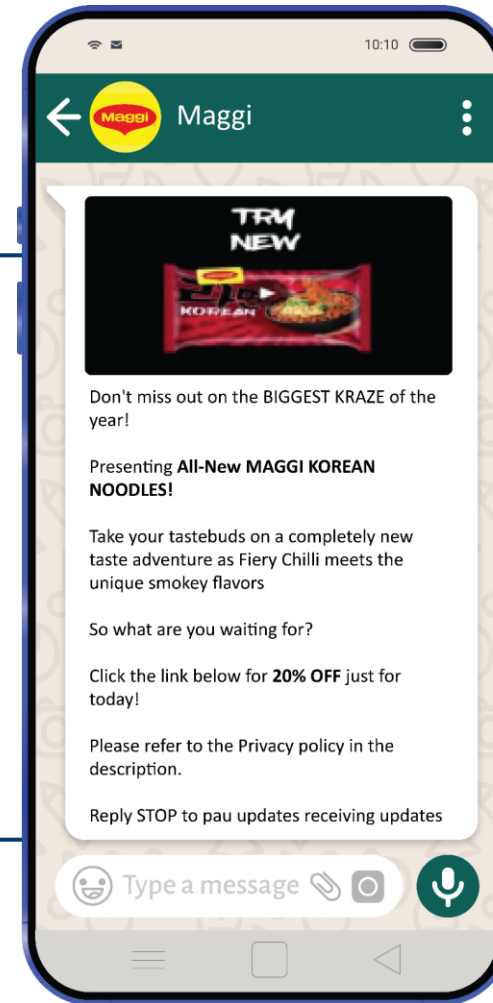 10:10
Maggi
Maggi
TRY
NEW
KOREAN
Don't miss out on the BIGGEST KRAZE of the
year!
Presenting All-New MAGGI KOREAN
NOODLES!
Take your tastebuds on a completely new
taste adventure as Fiery Chilli meets the
unique smokey flavors
So what are you waiting for?
Click the link below for 20% OFF just for
today!
Please refer to the Privacy policy in the
description.
Reply STOP to pau updates receiving updates
Type a message